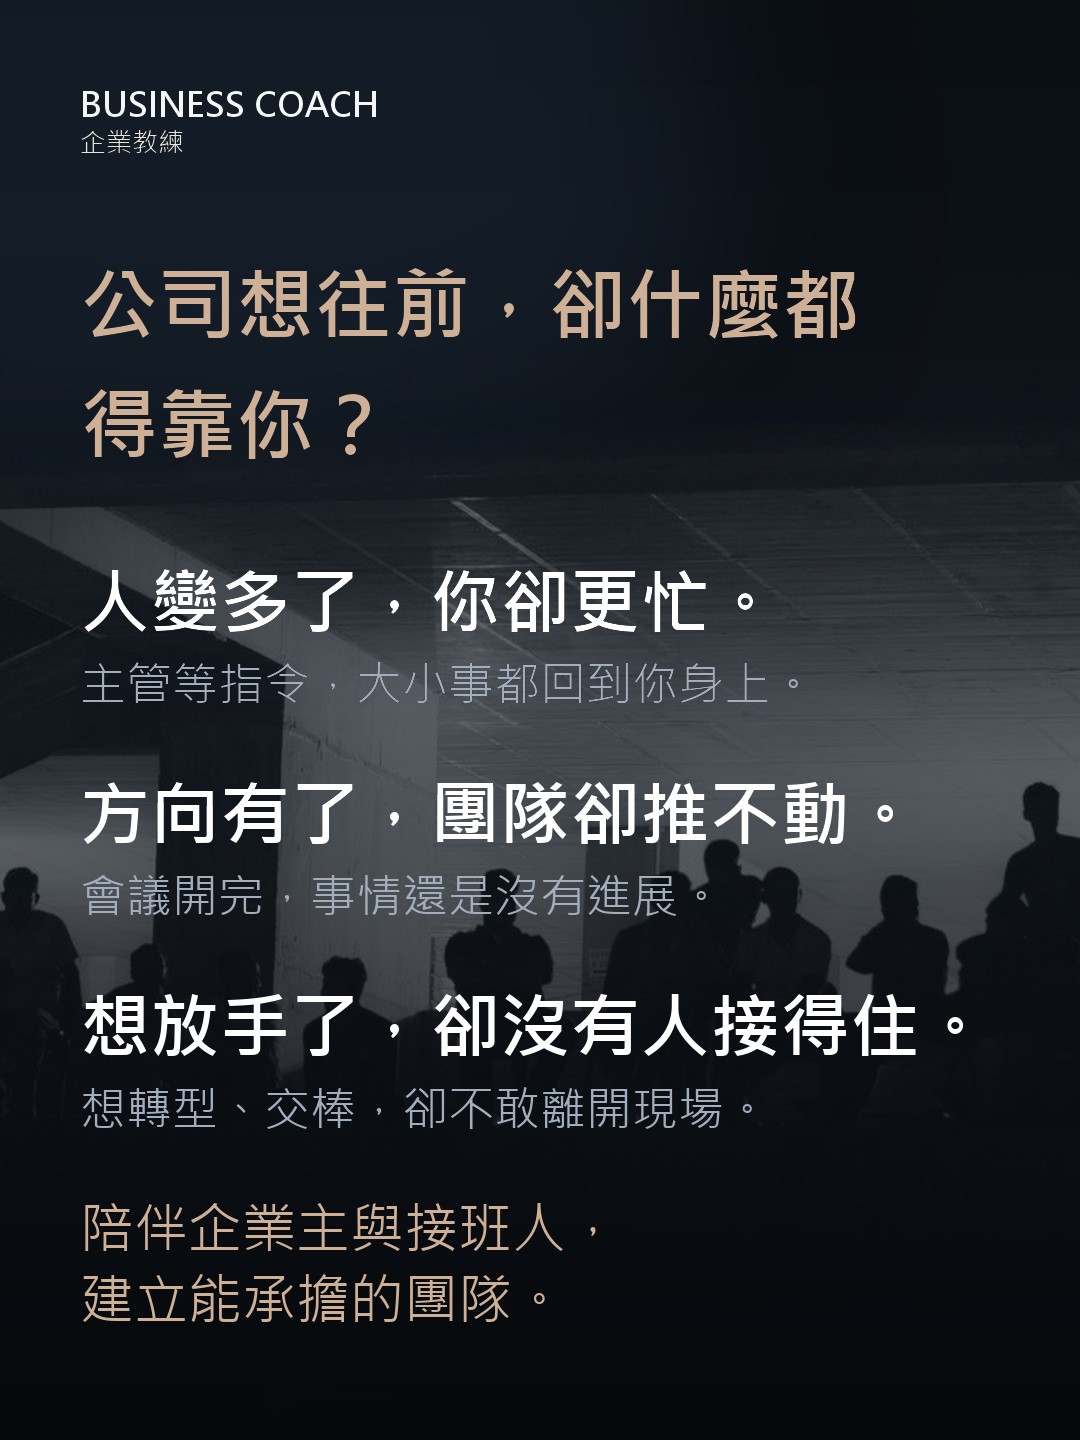 BUSINESS COACH
企業教練
公司想往前，卻什麼都
得靠你？
人變多了，你卻更忙。
主管等指令，大小事都回到你身上。
方向有了，團隊卻推不動。
會議開完，事情還是沒有進展。
想放手了，卻沒有人接得住。
想轉型、交棒，卻不敢離開現場。
陪伴企業主與接班人，
建立能承擔的團隊。